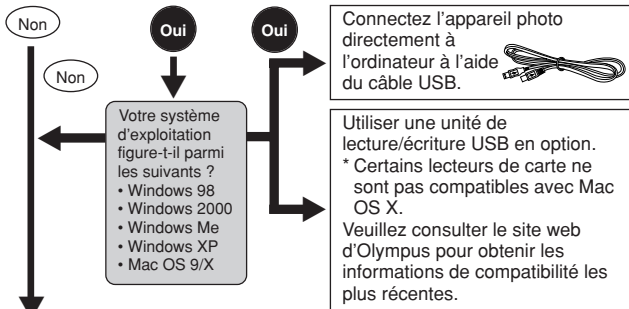 Non
Oui
Oui
Non
Votre système
d'exploitation
figure-t-il parmi
les suivants ?
• Windows 98
• Windows 2000
• Windows Me
• Windows XP
• Mac OS 9/X
Connectez l'appareil photo
directement à
l'ordinateur à l'aide
du câble USB.
Utiliser une unité de
lecture/écriture USB en option.
* Certains lecteurs de carte ne
sont pas compatibles avec Mac
OS X.
Veuillez consulter le site web
d'Olympus pour obtenir les
informations de compatibilité les
plus récentes.